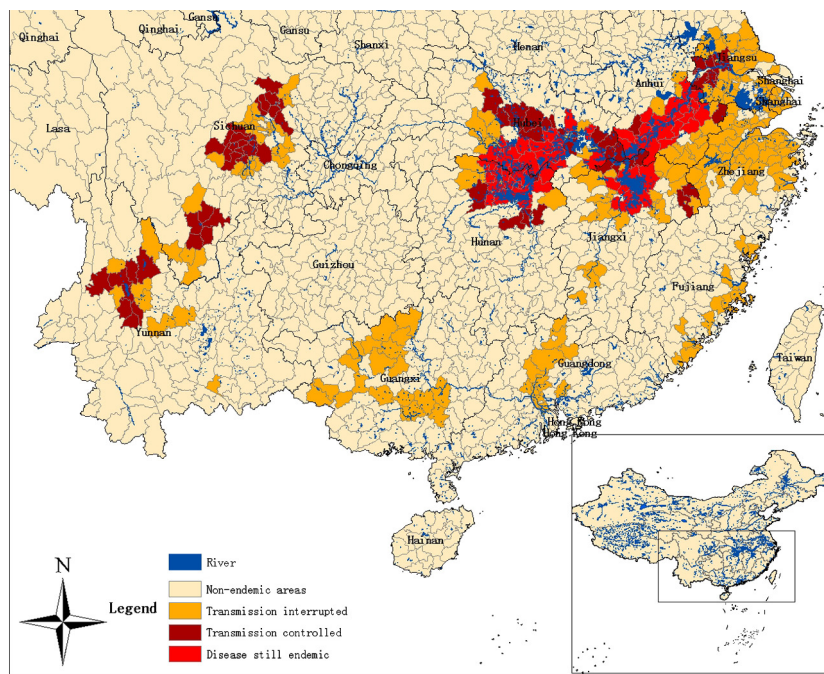 Gansu
Qinghai
Qinghai
Gansu
Shanxi
Henan
Jiangsu
Anhui
Shanghai
Shanghai
Lasa
Sichuan
Hubei
Chongqing
Zhejiang
Hunan
Jiangxi
Guizhou
Fujiang
Yunnan
Guangxi
Guangdong
Taiwan
Hong Kong
Hong Kong
Hainan
N
Legend
River
Non-endemic areas
Transmission interrupted
Transmission controlled
Disease still endemic